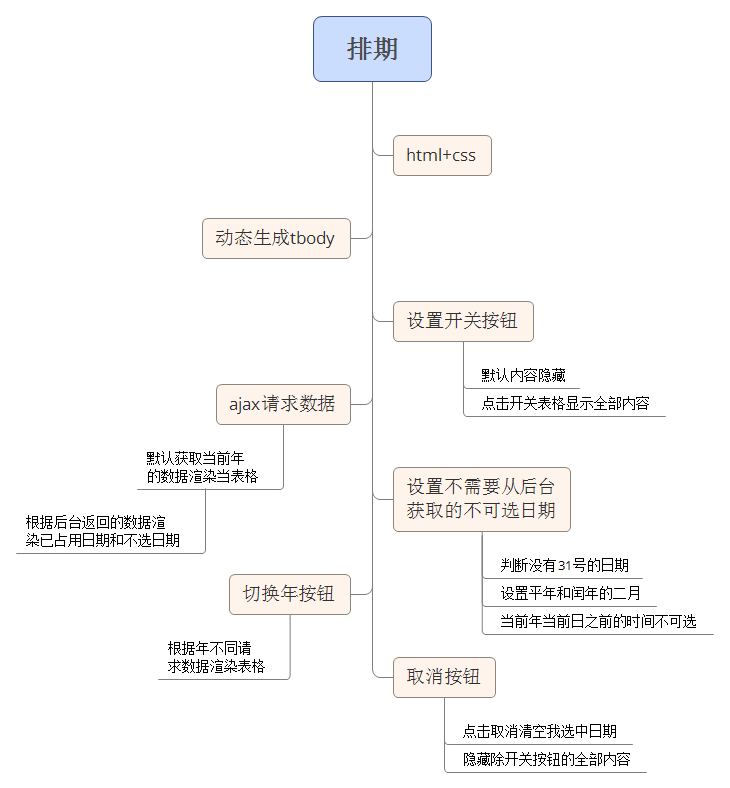 排期
html+css
动态生成tbody
设置开关按钮
默认内容隐藏
点击开关表格显示全部内容
ajax请求数据
默认获取当前年
的数据渲染当表格
根据后台返回的数据渲
染已占用日期和不选日期
设置不需要从后台
获取的不可选日期
判断没有31号的日期
设置平年和闰年的二月
当前年当前日之前的时间不可选
切换年按钮
根据年不同请
求数据渲染表格
取消按钮
点击取消清空我选中日期
隐藏除开关按钮的全部内容